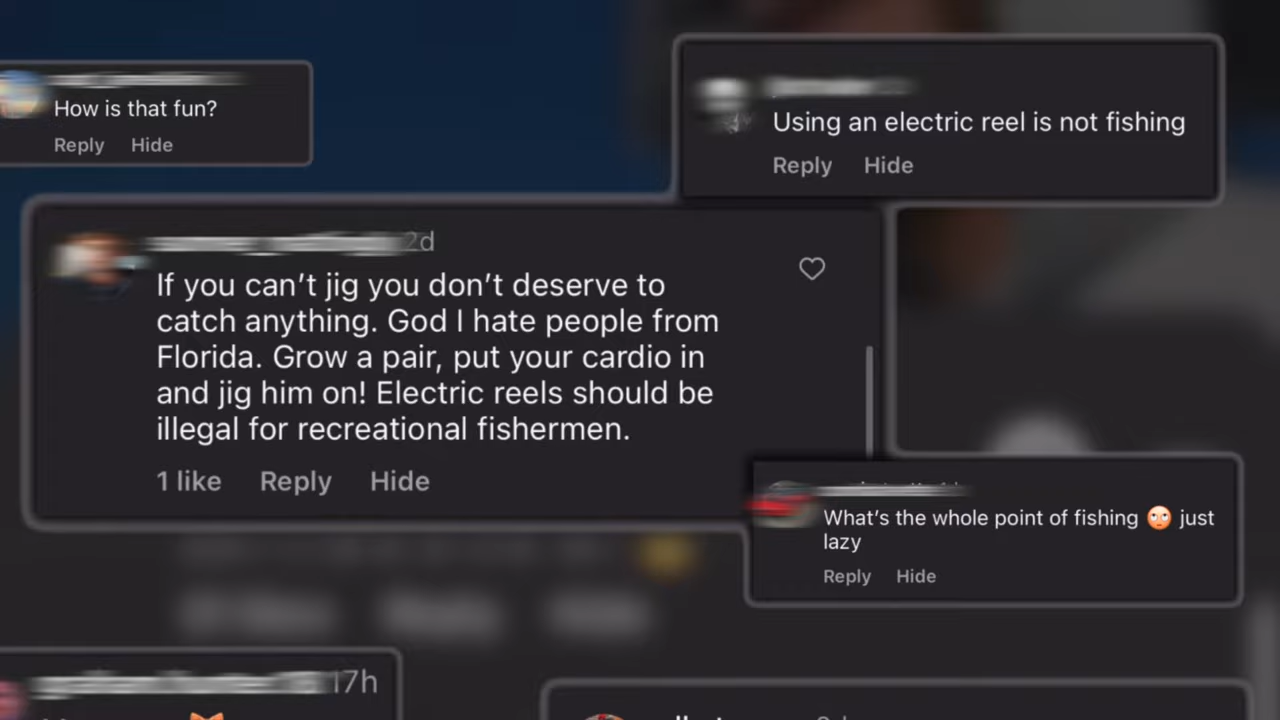 How is that fun?
Reply Hide
Using an electric reel is not fishing
Reply Hide
2d
If you can’t jig you don’t deserve to
catch anything. God I hate people from
Florida. Grow a pair, put your cardio in
and jig him on! Electric reels should be
illegal for recreational fishermen.
1 like Reply Hide
What’s the whole point of fishing 🙄 just
lazy
Reply Hide
17h